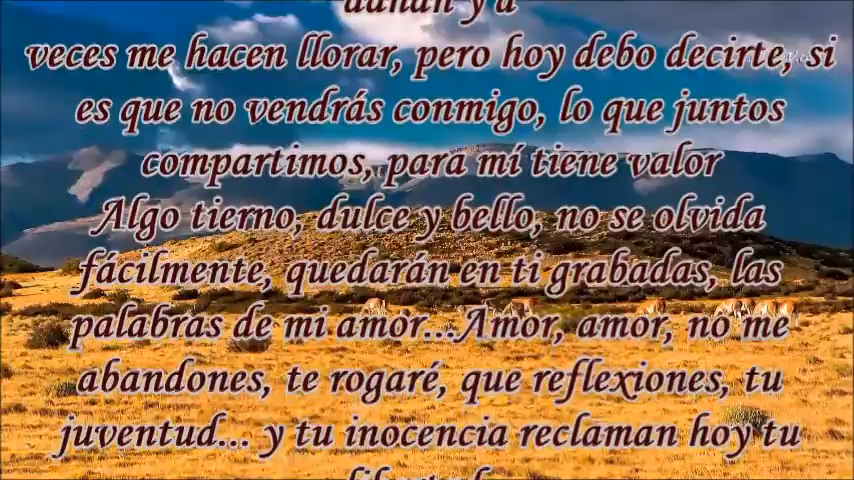 veces me hacen llorar, pero hoy debo decirte, si
es que no vendrás conmigo, lo que juntos
compartimos, para mí tiene valor
Algo tierno, dulce y bello, no se olvida
fácilmente, quedarán en ti grabadas, las
palabras de mi amor...Amor, amor, no me
abandones, te rogaré, que reflexiones, tu
juventud... y tu inocencia reclaman hoy tu